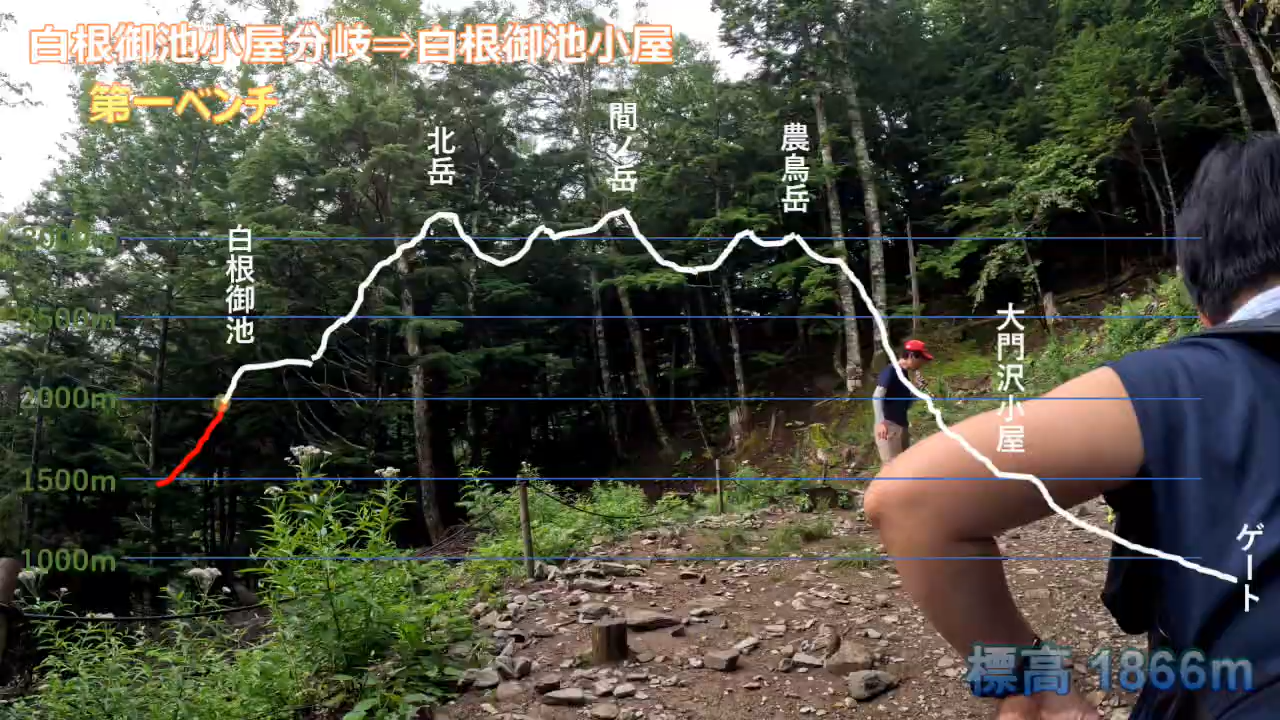 白根御池小屋分岐⇒白根御池小屋
第一ベンチ
北岳
間ノ岳
農鳥岳
白根御池
大門沢小屋
ゲート
3000m
2500m
2000m
1500m
1000m
標高 1866m